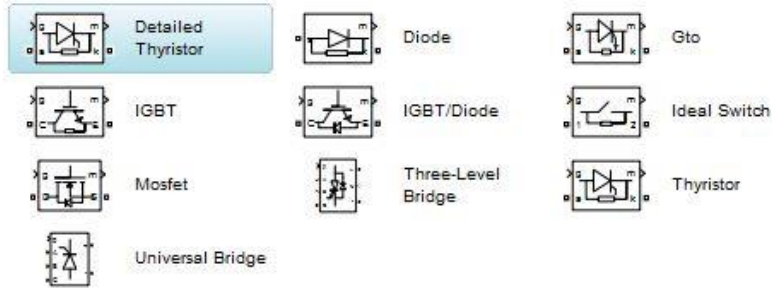 Detailed
Thyristor
Diode
Gto
IGBT
IGBT/Diode
Ideal Switch
Mosfet
Three-Level
Bridge
Thyristor
Universal Bridge